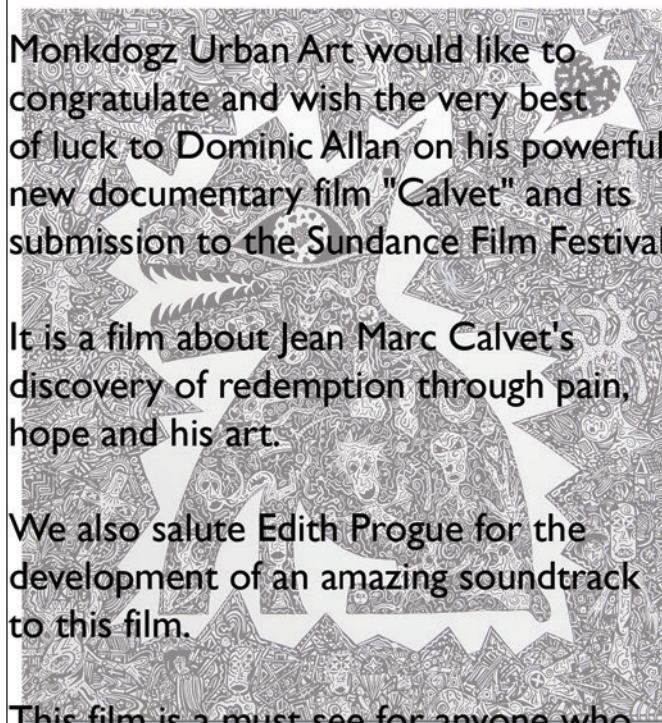 Monkdogz Urban Art would like to
congratulate and wish the very best
of luck to Dominic Allan on his powerful
new documentary film "Calvet" and its
submission to the Sundance Film Festival
It is a film about Jean Marc Calvet's
discovery of redemption through pain,
hope and his art.
We also salute Edith Progue for the
development of an amazing soundtrack
to this film.
This film is a must see for anyone who